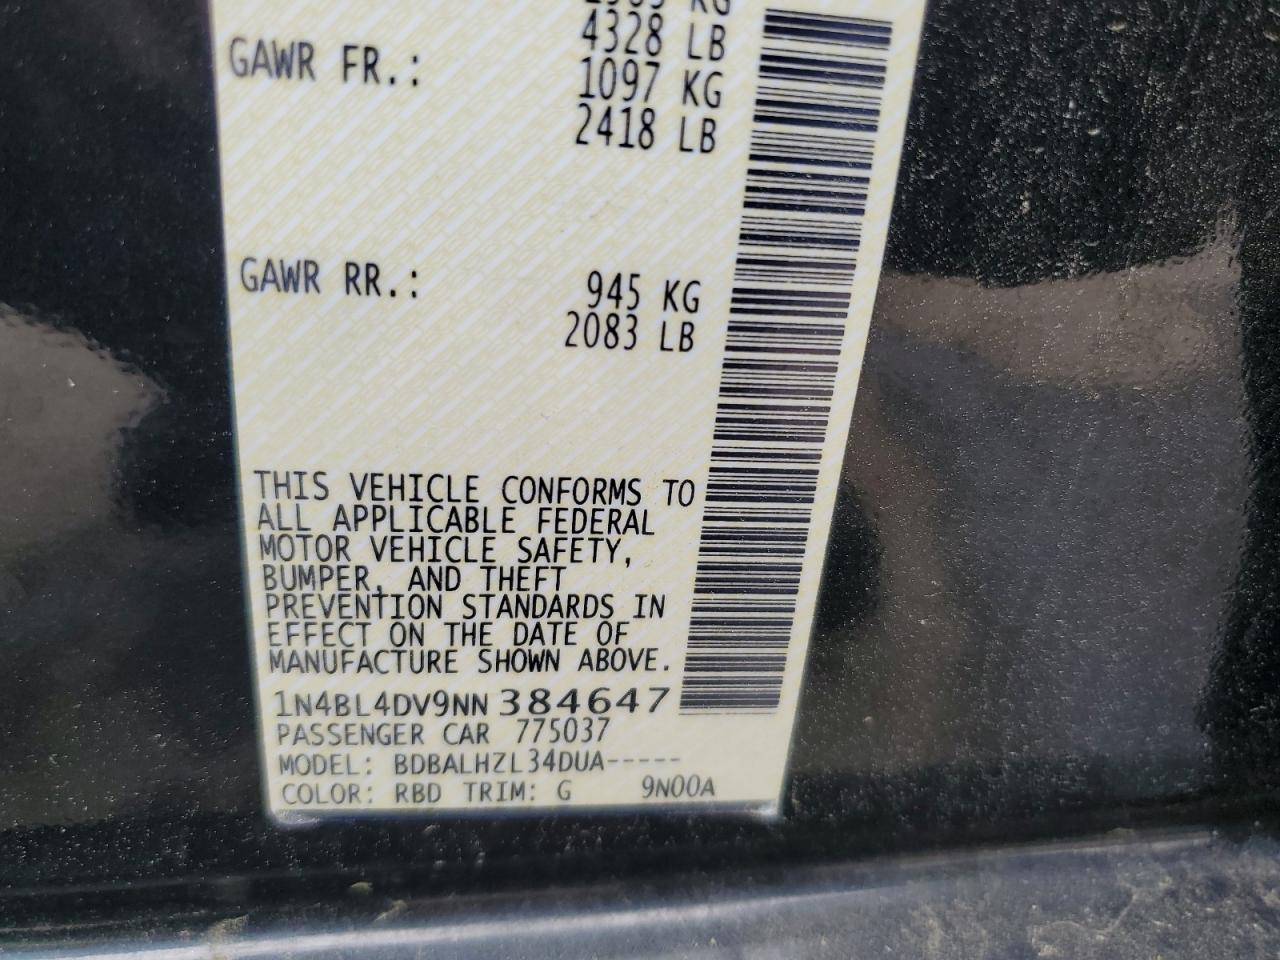 4328 LB
GAWR FR.: 1097 KG
2418 LB
GAWR RR.: 945 KG
2083 LB
THIS VEHICLE CONFORMS TO
ALL APPLICABLE FEDERAL
MOTOR VEHICLE SAFETY,
BUMPER, AND THEFT
PREVENTION STANDARDS IN
EFFECT ON THE DATE OF
MANUFACTURE SHOWN ABOVE.
1N4BL4DV9NN384647
PASSENGER CAR 775037
MODEL: BDBALHZL34DUA-----
COLOR: RBD TRIM: G 9N00A